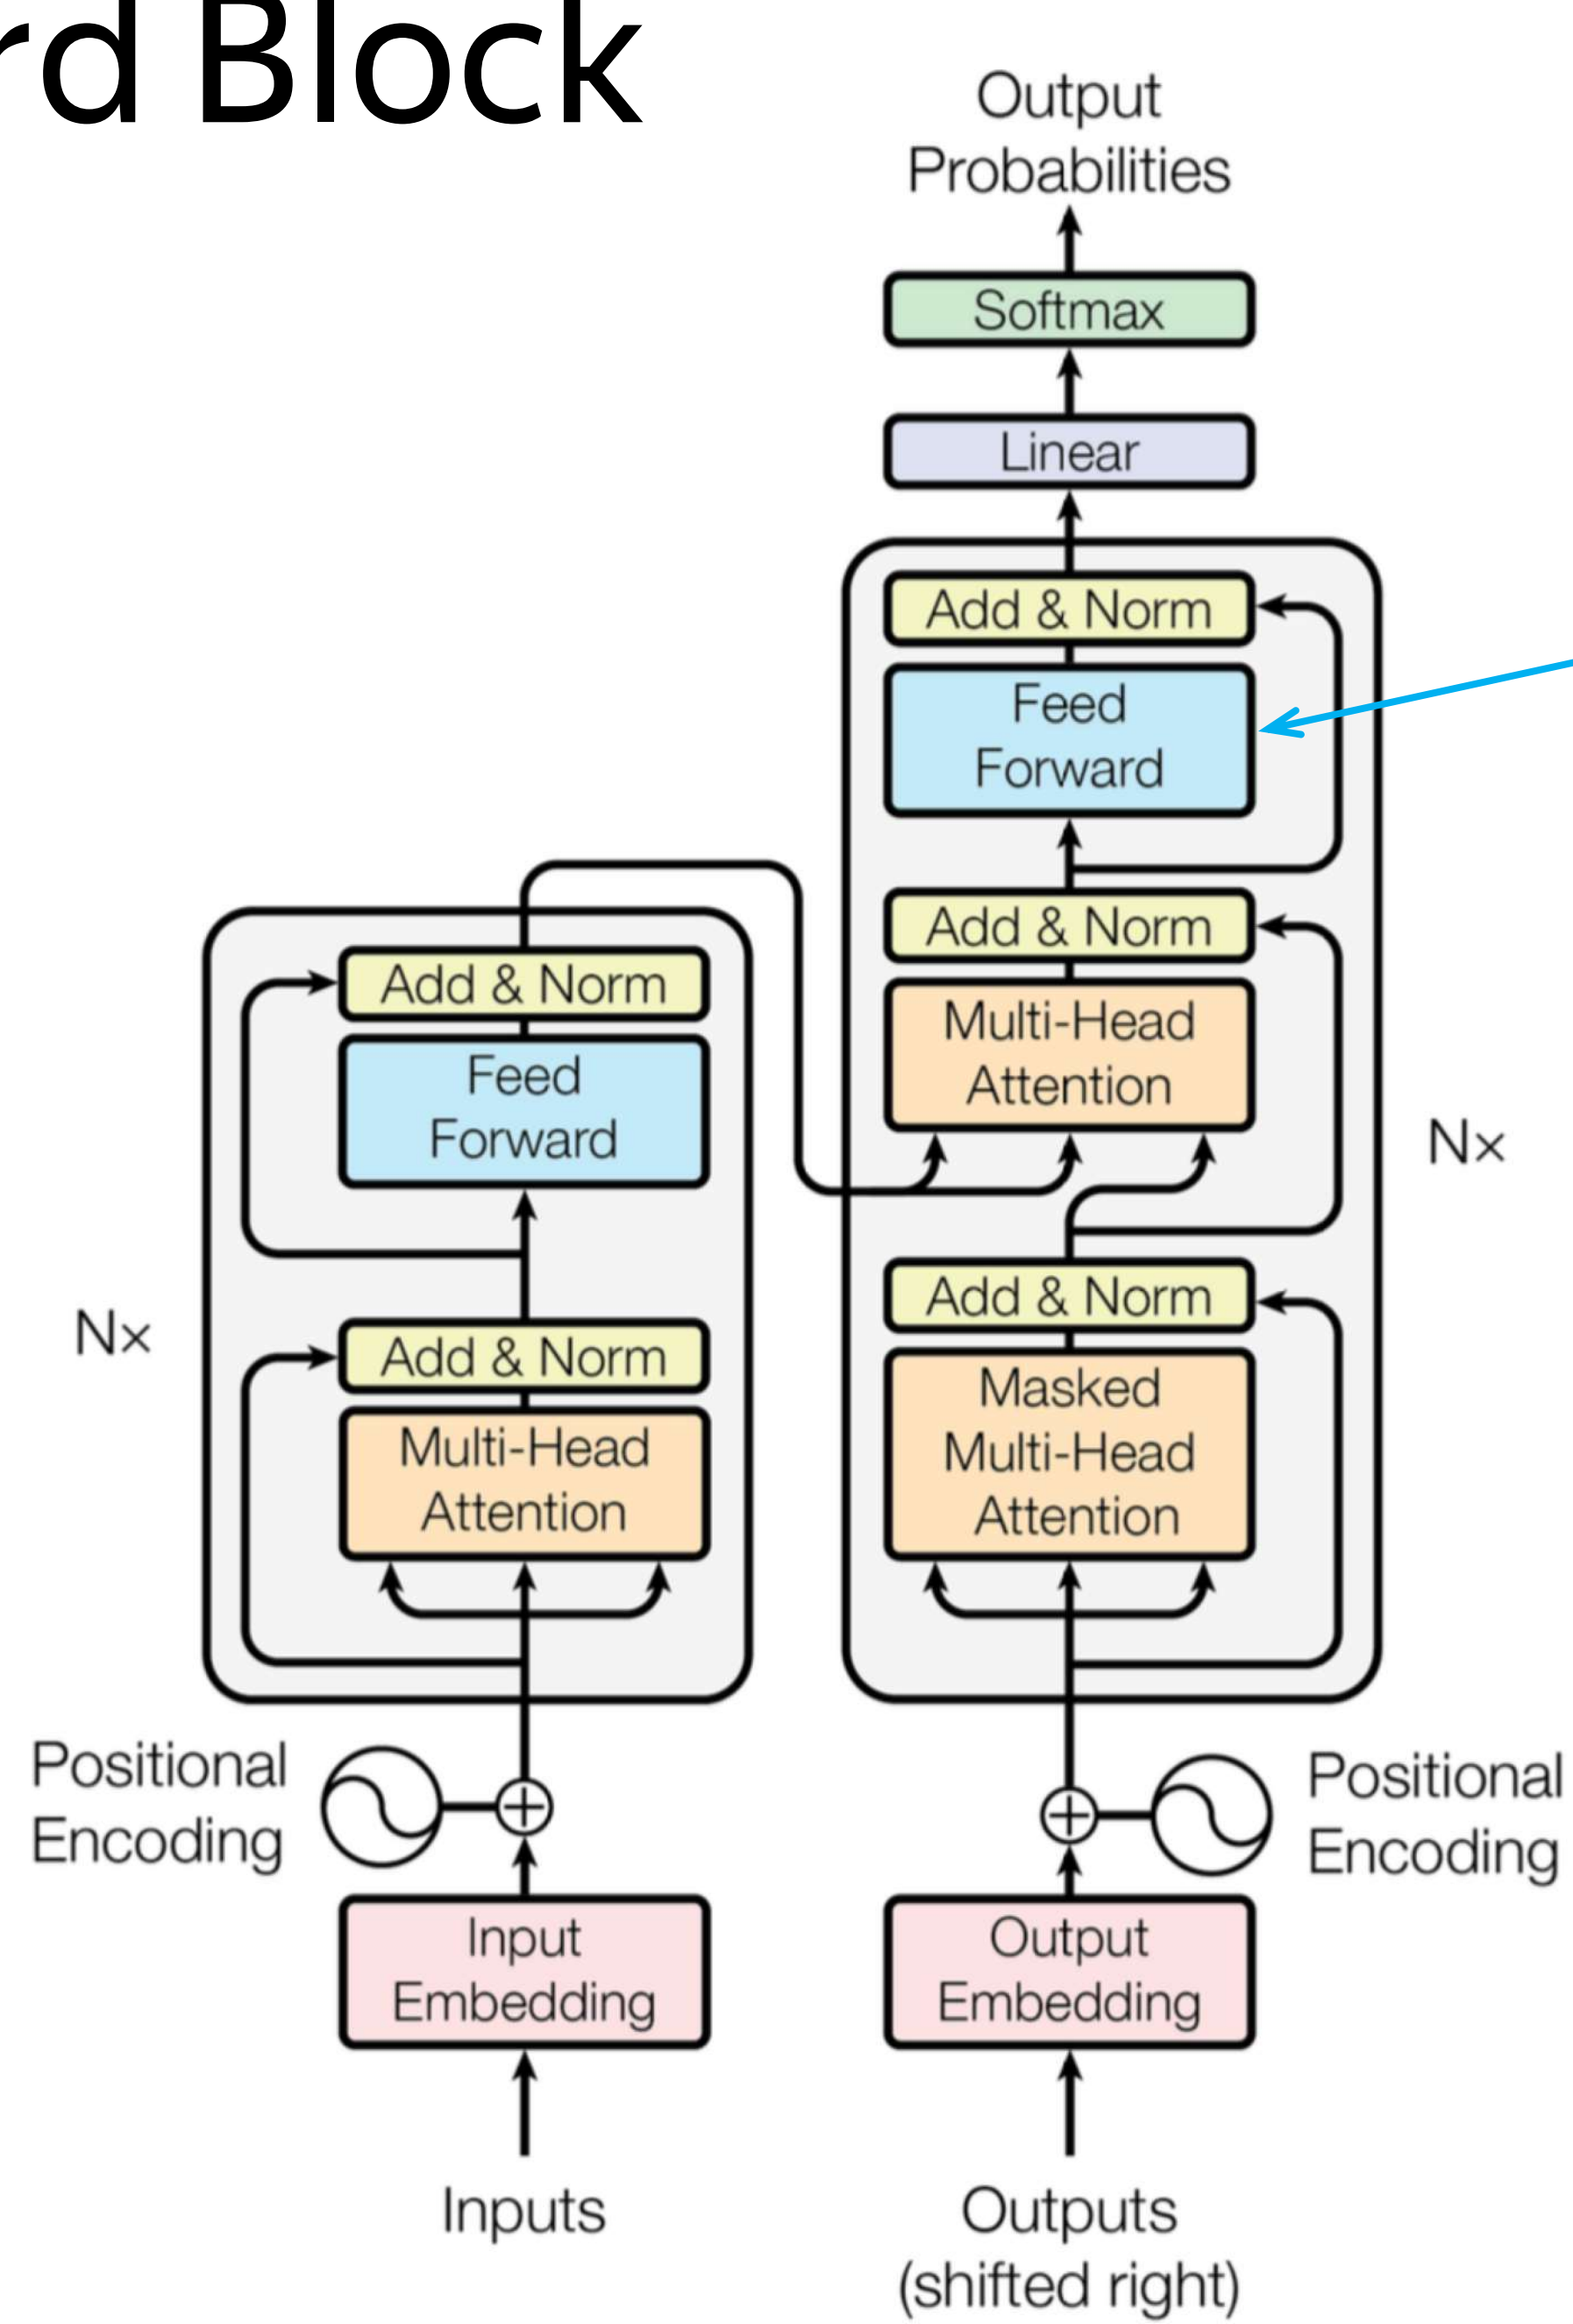 rd Block
Output
Probabilities
Softmax
Linear
Add & Norm
Feed
Forward
Add & Norm
Multi-Head
Attention
Nx
Add & Norm
Masked
Multi-Head
Attention
Add & Norm
Feed
Forward
Nx
Add & Norm
Multi-Head
Attention
Positional
Encoding
Positional
Encoding
Input
Embedding
Output
Embedding
Inputs
Outputs
(shifted right)